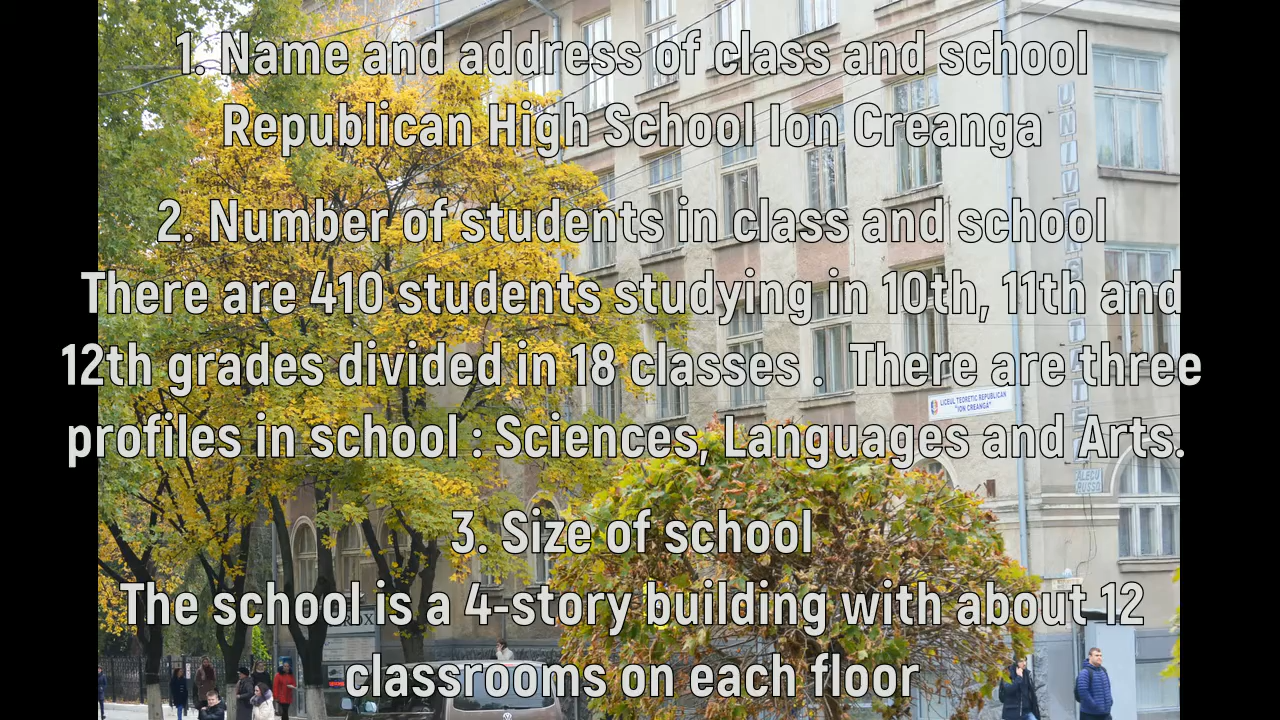 1. Name and address of class and school
Republican High School Ion Creanga
2. Number of students in class and school
There are 410 students studying in 10th, 11th and
12th grades divided in 18 classes .  There are three
profiles in school : Sciences, Languages and Arts.
3. Size of school
The school is a 4-story building with about 12
classrooms on each floor
LICEUL TEORETIC REPUBLICAN
"ION CREANGA"
ALECU
RUSSO